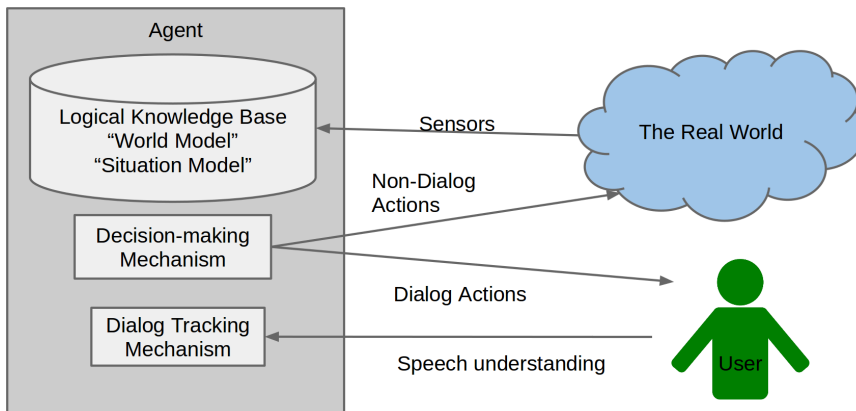 Agent
Logical Knowledge Base
“World Model”
“Situation Model”
Sensors
The Real World
Non-Dialog
Actions
Decision-making
Mechanism
Dialog Actions
Dialog Tracking
Mechanism
Speech understanding
User